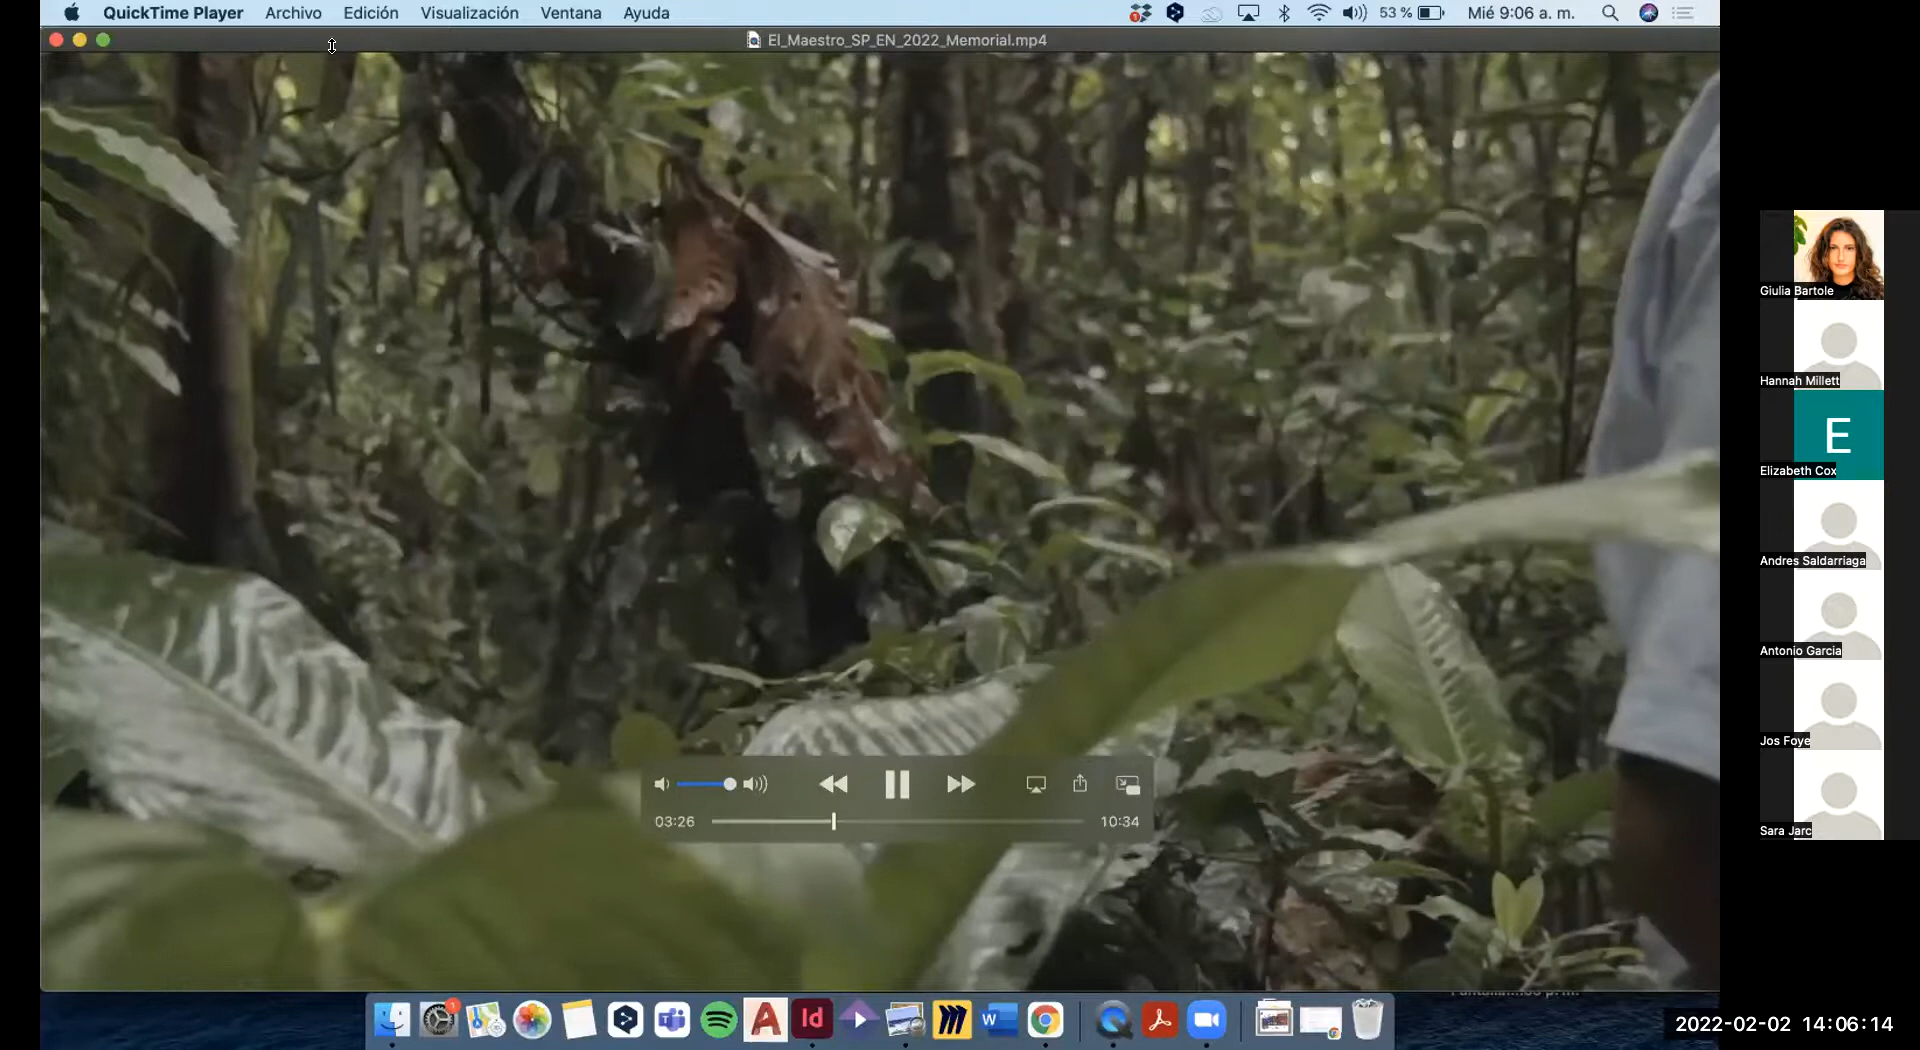 QuickTime Player Archivo Edición Visualización Ventana Ayuda 53 % Mié 9:06 a. m.
El_Maestro_SP_EN_2022_Memorial.mp4
Giulia Bartole
Hannah Millett
E
Elizabeth Cox
Andres Saldarriaga
Antonio Garcia
Jos Foye
Sara Jarc
03:26 10:34
1
Id
W
2022-02-02 14:06:14